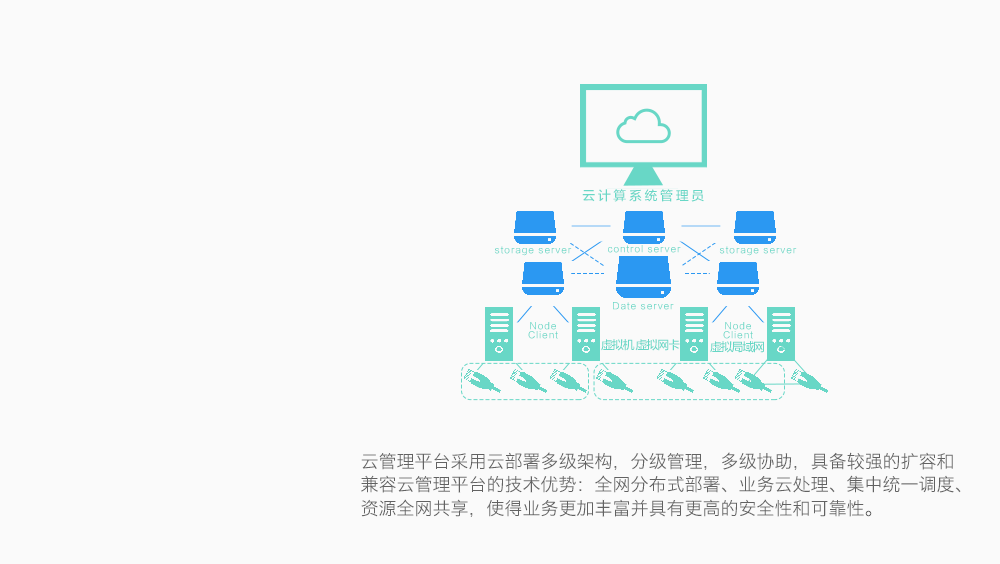 云计算系统管理员
storage server
control server
storage server
Date server
Node
Client
Node
Client
虚拟机 虚拟网卡
虚拟局域网
云管理平台采用云部署多级架构，分级管理，多级协助，具备较强的扩容和
兼容云管理平台的技术优势：全网分布式部署、业务云处理、集中统一调度、
资源全网共享，使得业务更加丰富并具有更高的安全性和可靠性。